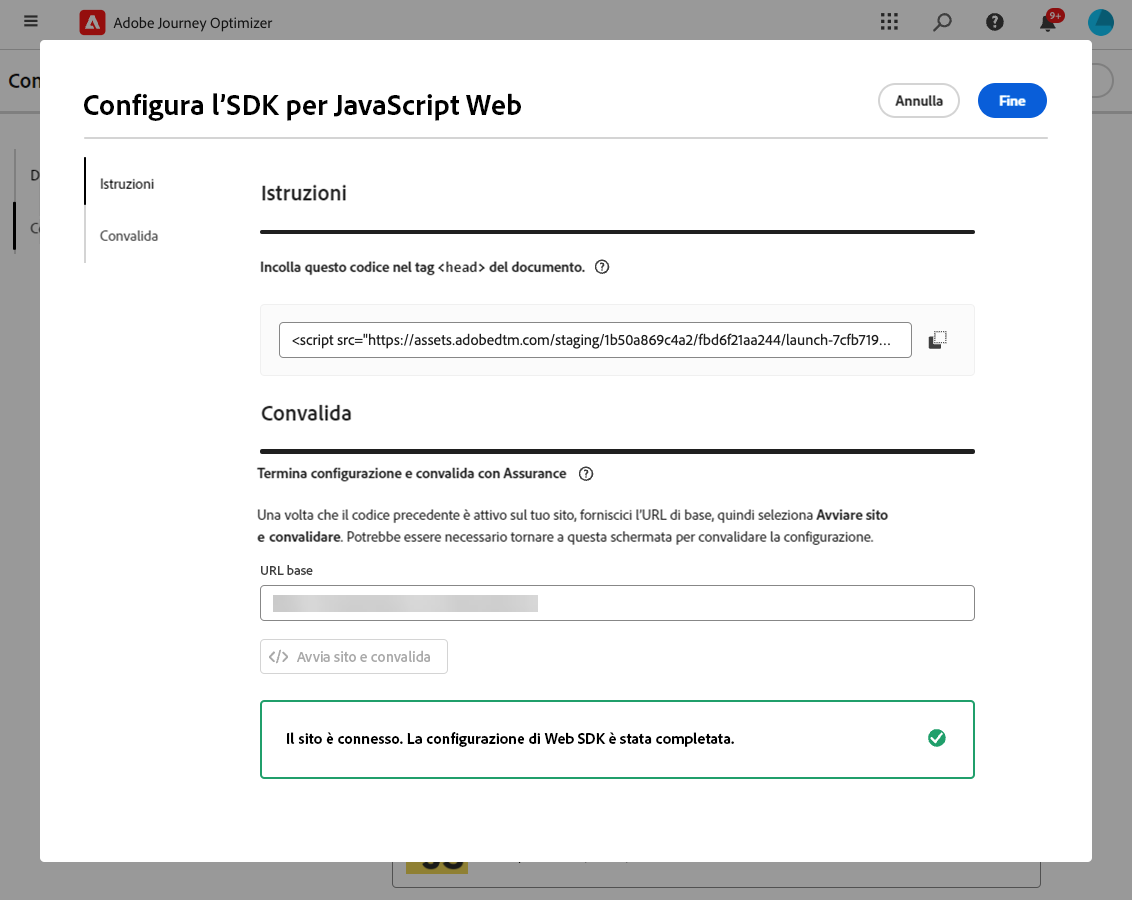 Adobe Journey Optimizer
9+
Configura l’SDK per JavaScript Web
Annulla
Fine
Istruzioni
Convalida
Istruzioni
Incolla questo codice nel tag <head> del documento.
<script src="https://assets.adobedtm.com/staging/1b50a869c4a2/fbd6f21aa244/launch-7cfb719...
Convalida
Termina configurazione e convalida con Assurance
Una volta che il codice precedente è attivo sul tuo sito, forniscici l’URL di base, quindi seleziona Avviare sito
e convalidare. Potrebbe essere necessario tornare a questa schermata per convalidare la configurazione.
URL base
</> Avvia sito e convalida
Il sito è connesso. La configurazione di Web SDK è stata completata.